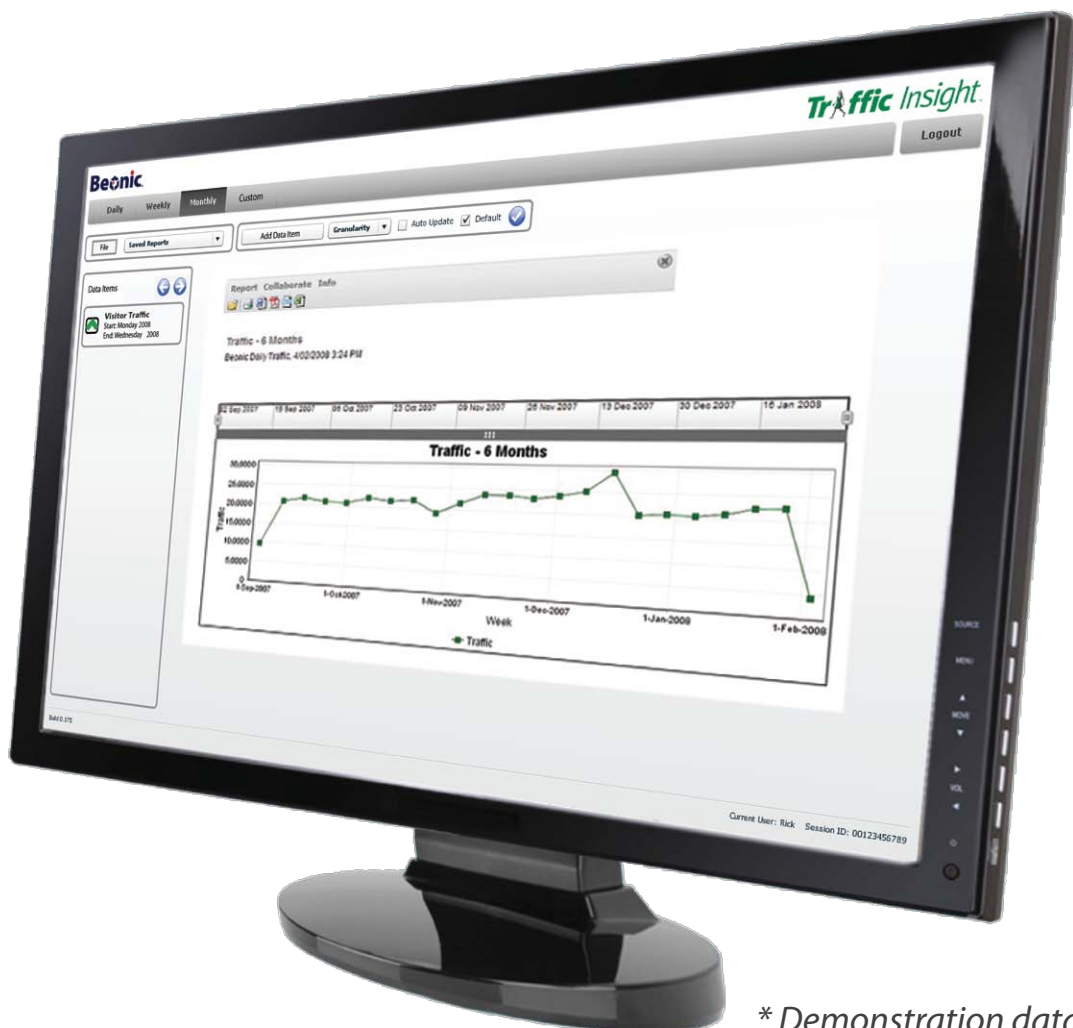 Traffic Insight
Logout
Beonic
Daily Weekly Monthly Custom
File Saved Reports Add Data Item Granularity Auto Update Default
Data Items
Visitor Traffic
Start: Monday 2008
End: Wednesday 2008
Report Collaborate Info
Traffic - 6 Months
Beonic Daily Traffic, 4/02/2008 3:24 PM
02 Sep 2007 19 Sep 2007 06 Oct 2007 23 Oct 2007 09 Nov 2007 26 Nov 2007 13 Dec 2007 30 Dec 2007 16 Jan 2008
Traffic - 6 Months
30,0000
25,0000
20,0000
15,0000
10,0000
5,0000
0
Traffic
1-Sep-2007 1-Oct-2007 1-Nov-2007 1-Dec-2007 1-Jan-2008 1-Feb-2008
Week
Traffic
Build 0.175
Current User: Rick Session ID: 00123456789
SOURCE
MENU
MOVE
VOL
* Demonstration data